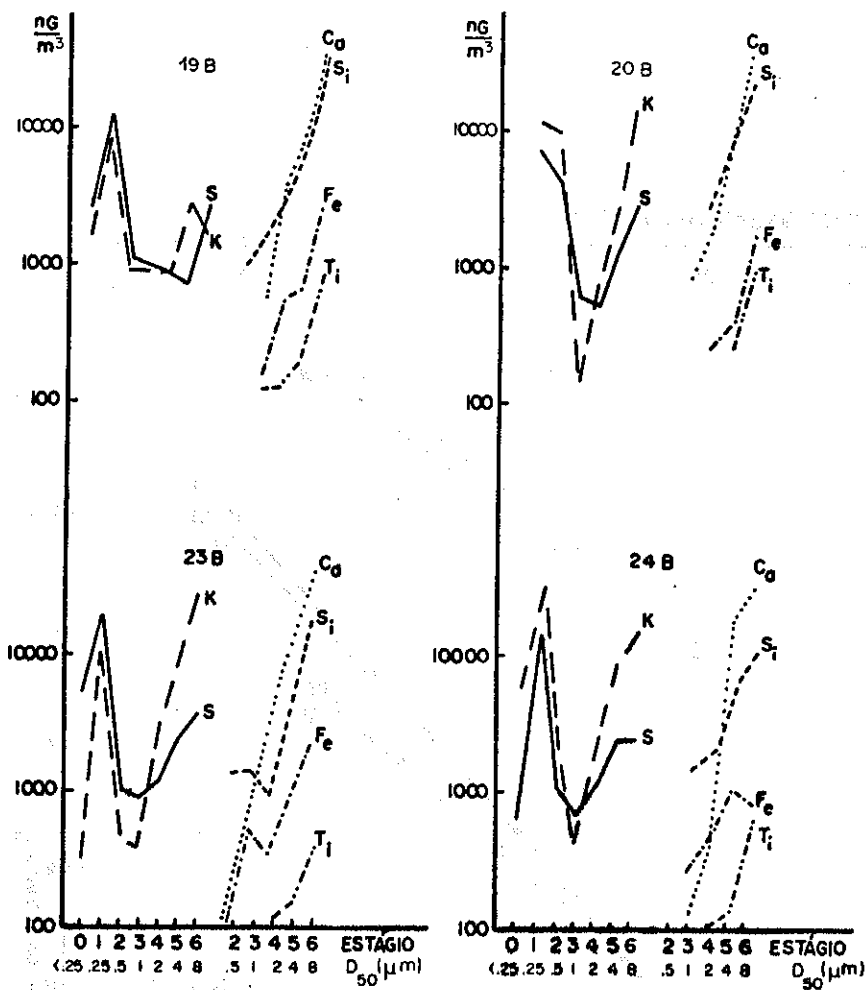 nG
m³
19 B
Ca
Si
10000
S
Fe
K
1000
Ti
100
nG
m³
20 B
Ca
Si
K
10000
S
Fe
1000
Ti
100
23 B
Ca
K
Si
10000
S
Fe
1000
Ti
100
0 1 2 3 4 5 6 2 3 4 5 6 ESTÁGIO
<.25 .25 .5 1 2 4 8 .5 1 2 4 8 D50(µm)
24 B
Ca
K
Si
10000
S
1000
Fe
Ti
100
0 1 2 3 4 5 6 2 3 4 5 6 ESTÁGIO
<.25 .25 .5 1 2 4 8 .5 1 2 4 8 D50(µm)